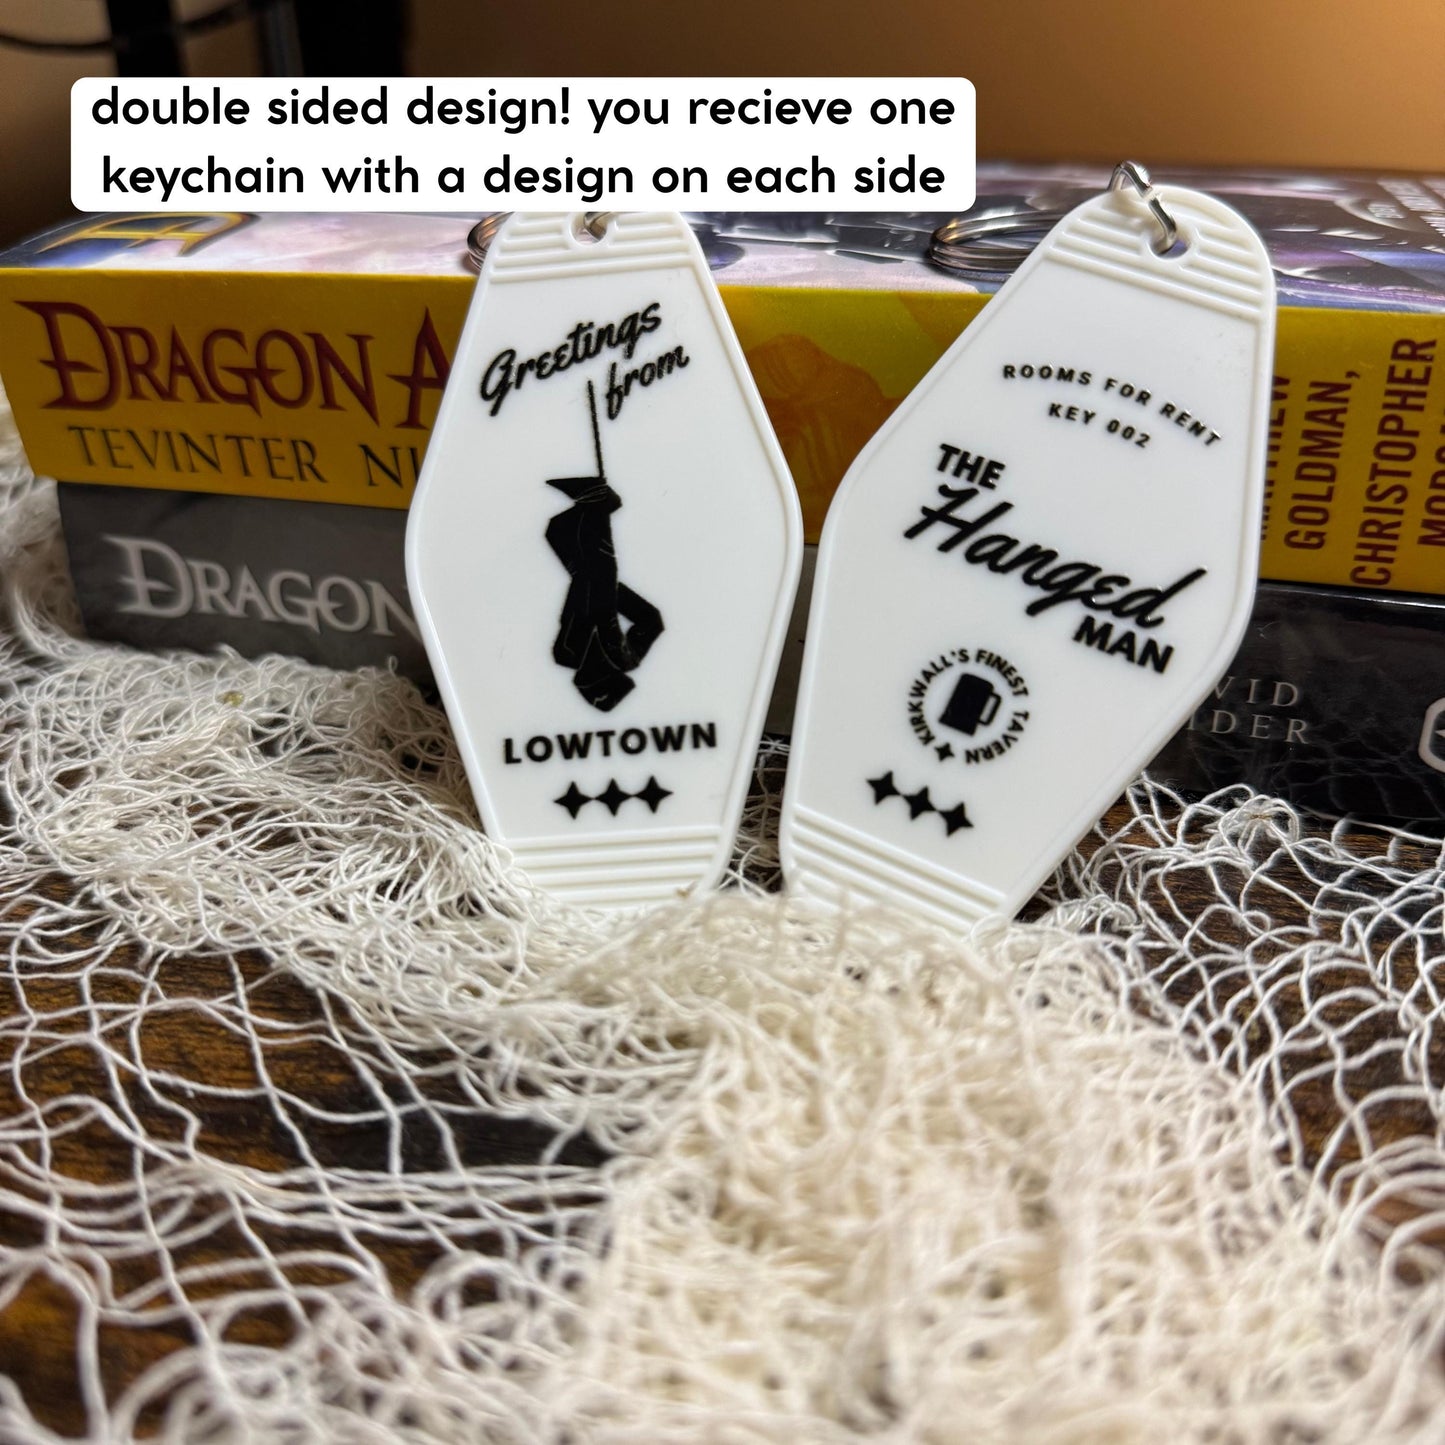 double sided design! you recieve one
keychain with a design on each side
DRAGON A
TEVINTER NI
DRAGON
Greetings
from
LOWTOWN
ROOMS FOR RENT
KEY 002
THE
Hanged
MAN
KIRKWALL'S FINEST TAVERN
GOLDMAN,
CHRISTOPHER